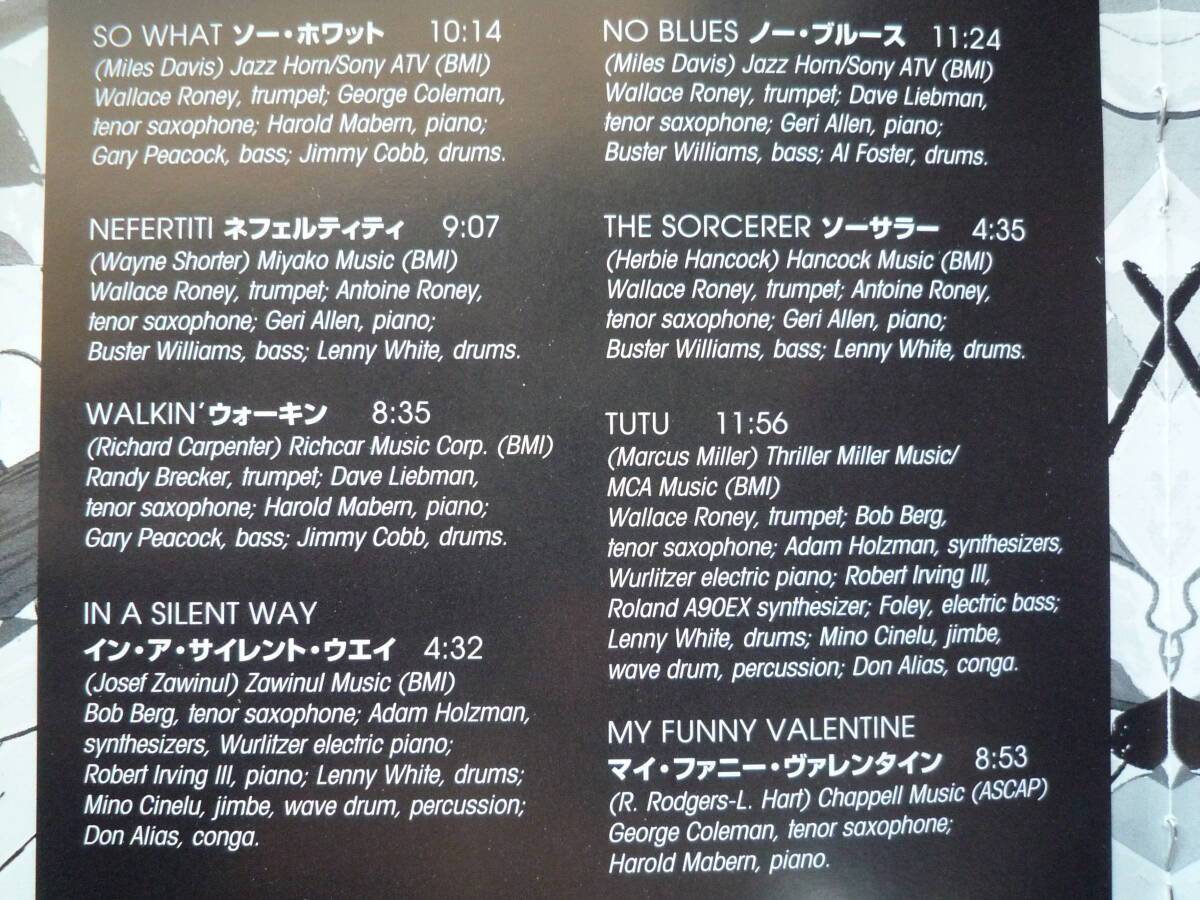 SO WHAT ソー・ホワット 10:14
(Miles Davis) Jazz Horn/Sony ATV (BMI)
Wallace Roney, trumpet; George Coleman,
tenor saxophone; Harold Mabern, piano;
Gary Peacock, bass; Jimmy Cobb, drums.
NEFERTITI ネフェルティティ 9:07
(Wayne Shorter) Miyako Music (BMI)
Wallace Roney, trumpet; Antoine Roney,
tenor saxophone; Geri Allen, piano;
Buster Williams, bass; Lenny White, drums.
WALKIN' ウォーキン 8:35
(Richard Carpenter) Richcar Music Corp. (BMI)
Randy Brecker, trumpet; Dave Liebman,
tenor saxophone; Harold Mabern, piano;
Gary Peacock, bass; Jimmy Cobb, drums.
IN A SILENT WAY
イン・ア・サイレント・ウエイ 4:32
(Josef Zawinul) Zawinul Music (BMI)
Bob Berg, tenor saxophone; Adam Holzman,
synthesizers, Wurlitzer electric piano;
Robert Irving III, piano; Lenny White, drums;
Mino Cinelu, jimbe, wave drum, percussion;
Don Alias, conga.
NO BLUES ノー・ブルース 11:24
(Miles Davis) Jazz Horn/Sony ATV (BMI)
Wallace Roney, trumpet; Dave Liebman,
tenor saxophone; Geri Allen, piano;
Buster Williams, bass; Al Foster, drums.
THE SORCERER ソーサラー 4:35
(Herbie Hancock) Hancock Music (BMI)
Wallace Roney, trumpet; Antoine Roney,
tenor saxophone; Geri Allen, piano;
Buster Williams, bass; Lenny White, drums.
TUTU 11:56
(Marcus Miller) Thriller Miller Music/
MCA Music (BMI)
Wallace Roney, trumpet; Bob Berg,
tenor saxophone; Adam Holzman, synthesizers,
Wurlitzer electric piano; Robert Irving III,
Roland A90EX synthesizer; Foley, electric bass;
Lenny White, drums; Mino Cinelu, jimbe,
wave drum, percussion; Don Alias, conga.
MY FUNNY VALENTINE
マイ・ファニー・ヴァレンタイン 8:53
(R. Rodgers-L. Hart) Chappell Music (ASCAP)
George Coleman, tenor saxophone;
Harold Mabern, piano.